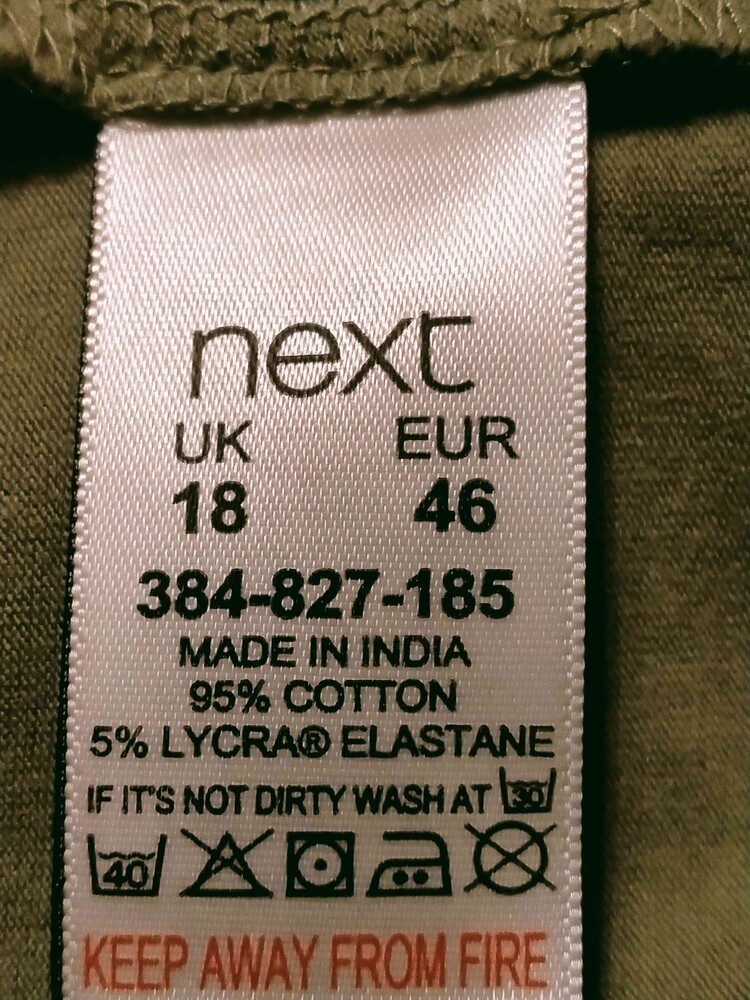 next
UK EUR
18 46
384-827-185
MADE IN INDIA
95% COTTON
5% LYCRA® ELASTANE
IF IT'S NOT DIRTY WASH AT 30
40
KEEP AWAY FROM FIRE